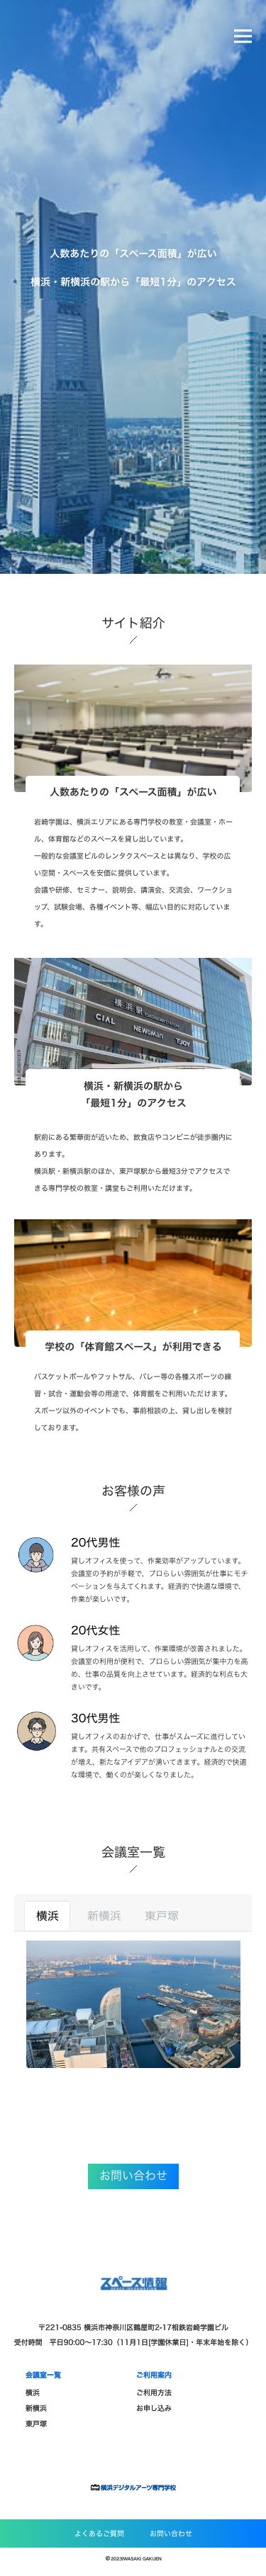 人数あたりの「スペース面積」が広い
横浜・新横浜の駅から「最短1分」のアクセス
サイト紹介
人数あたりの「スペース面積」が広い
岩崎学園は、横浜エリアにある専門学校の教室・会議室・ホー
ル、体育館などのスペースを貸し出しています。
一般的な会議室ビルのレンタクスペースとは異なり、学校の広
い空間・スペースを安価に提供しています。
会議や研修、セミナー、説明会、講演会、交流会、ワークショ
ップ、試験会場、各種イベント等、幅広い目的に対応していま
す。
横浜駅
CIAL
NEWoMan
T・JOY
横浜・新横浜の駅から
「最短1分」のアクセス
駅前にある繁華街が近いため、飲食店やコンビニが徒歩圏内に
あります。
横浜駅・新横浜駅のほか、東戸塚駅から最短3分でアクセスで
きる専門学校の教室・講堂もご利用いただけます。
学校の「体育館スペース」が利用できる
バスケットボールやフットサル、バレー等の各種スポーツの練
習・試合・運動会等の用途で、体育館をご利用いただけます。
スポーツ以外のイベントでも、事前相談の上、貸し出しを検討
しております。
お客様の声
20代男性
貸しオフィスを使って、作業効率がアップしています。
会議室の予約が手軽で、プロらしい雰囲気が仕事にモチ
ベーションを与えてくれます。経済的で快適な環境で、
作業が楽しいです。
20代女性
貸しオフィスを活用して、作業環境が改善されました。
会議室の利用が便利で、プロらしい雰囲気が集中力を高
め、仕事の品質を向上させています。経済的な利点も大
きいです。
30代男性
貸しオフィスのおかげで、仕事がスムーズに進行してい
ます。共有スペースで他のプロフェッショナルとの交流
が増え、新たなアイデアが湧いてきます。経済的で快適
な環境で、働くのが楽しくなりました。
会議室一覧
横浜 新横浜 東戸塚
お問い合わせ
スペース情報
〒221-0835 横浜市神奈川区鶴屋町2-17相鉄岩崎学園ビル
受付時間 平日90:00〜17:30（11月1日[学園休業日]・年末年始を除く）
会議室一覧 ご利用案内
横浜 ご利用方法
新横浜 お申し込み
東戸塚
横浜デジタルアーツ専門学校
よくあるご質問 お問い合わせ
©2023IWASAKI GAKUEN